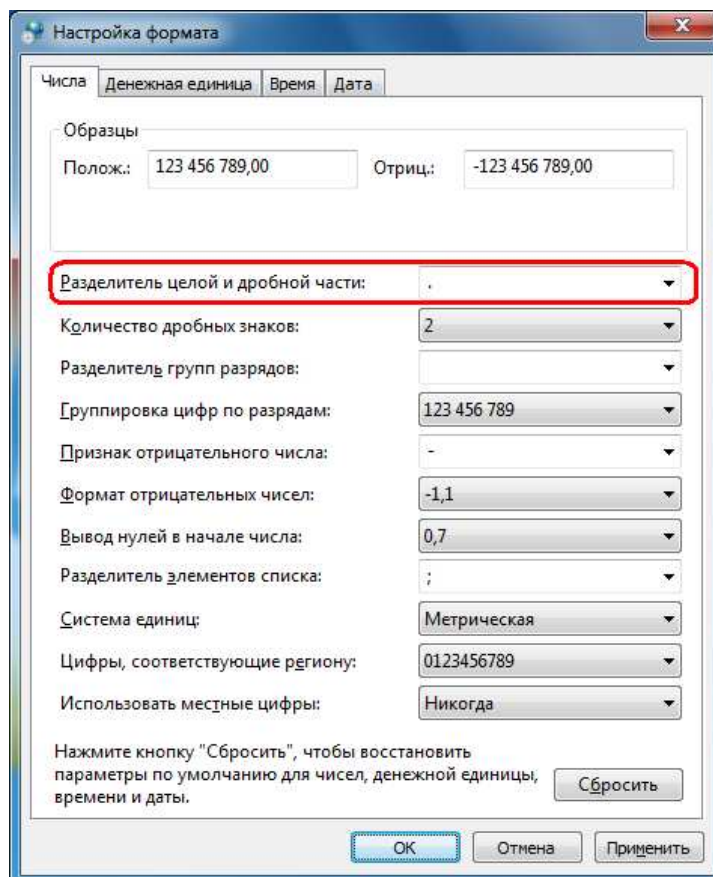 Настройка формата
Числа Денежная единица Время Дата
Образцы
Полож.: 123 456 789,00 Отриц.: -123 456 789,00
Разделитель целой и дробной части: .
Количество дробных знаков: 2
Разделитель групп разрядов:
Группировка цифр по разрядам: 123 456 789
Признак отрицательного числа: -
Формат отрицательных чисел: -1,1
Вывод нулей в начале числа: 0,7
Разделитель элементов списка: ;
Система единиц: Метрическая
Цифры, соответствующие региону: 0123456789
Использовать местные цифры: Никогда
Нажмите кнопку "Сбросить", чтобы восстановить
параметры по умолчанию для чисел, денежной единицы,
времени и даты.
Сбросить
ОК Отмена Применить